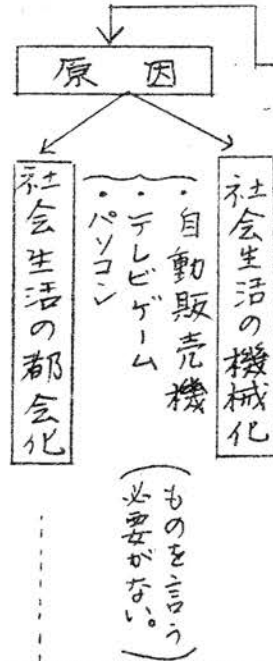 原因
社会生活の機械化
・自動販売機
・テレビゲーム
・パソコン
(ものを言う
必要がない。)
社会生活の都会化